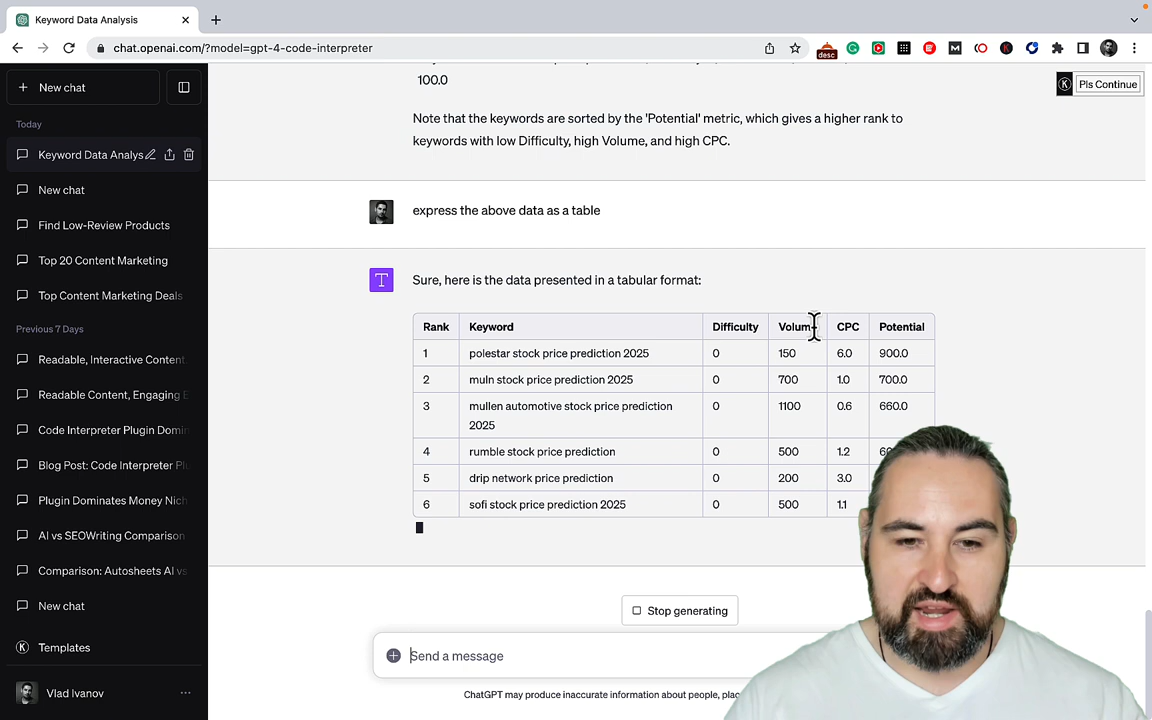 Keyword Data Analysis
chat.openai.com/?model=gpt-4-code-interpreter
desc
New chat
Today
Keyword Data Analys
New chat
Find Low-Review Products
Top 20 Content Marketing
Top Content Marketing Deals
Previous 7 Days
Readable, Interactive Content
Readable Content, Engaging E
Code Interpreter Plugin Domin
Blog Post: Code Interpreter Plu
Plugin Dominates Money Nich
AI vs SEOWriting Comparison
Comparison: Autosheets AI vs
New chat
K Templates
Vlad Ivanov
100.0
K Pls Continue
Note that the keywords are sorted by the 'Potential' metric, which gives a higher rank to
keywords with low Difficulty, high Volume, and high CPC.
express the above data as a table
T Sure, here is the data presented in a tabular format:
Rank Keyword Difficulty Volume CPC Potential
1 polestar stock price prediction 2025 0 150 6.0 900.0
2 muln stock price prediction 2025 0 700 1.0 700.0
3 mullen automotive stock price prediction 0 1100 0.6 660.0
2025
4 rumble stock price prediction 0 500 1.2
5 drip network price prediction 0 200 3.0
6 sofi stock price prediction 2025 0 500 1.1
Stop generating
Send a message
ChatGPT may produce inaccurate information about people,